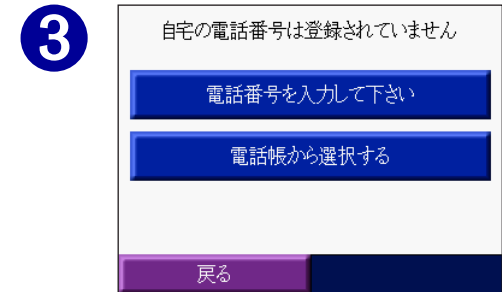 3
自宅の電話番号は登録されていません
電話番号を入力して下さい
電話帳から選択する
戻る